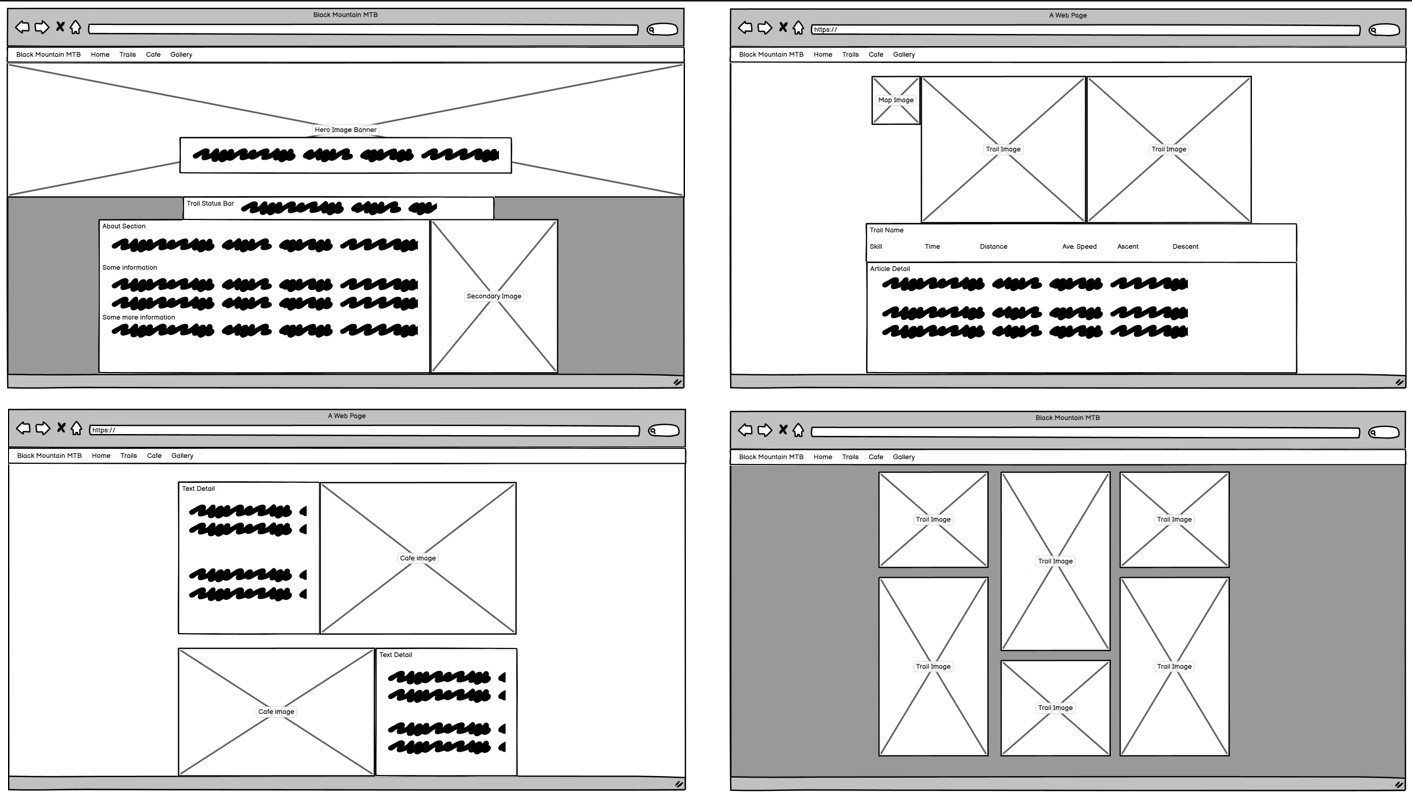 Black Mountain MTB
Black Mountain MTB Home Trails Cafe Gallery
Hero Image Banner
Trail Status Bar
About Section
Some information
Some more information
Secondary Image
A Web Page
https://
Black Mountain MTB Home Trails Cafe Gallery
Map Image
Trail Image
Trail Image
Trail Name
Skill Time Distance Ave. Speed Ascent Descent
Article Detail
A Web Page
https://
Black Mountain MTB Home Trails Cafe Gallery
Text Detail
Cafe image
Cafe image
Text Detail
Black Mountain MTB
Black Mountain MTB Home Trails Cafe Gallery
Trail Image
Trail Image
Trail Image
Trail Image
Trail Image
Trail Image